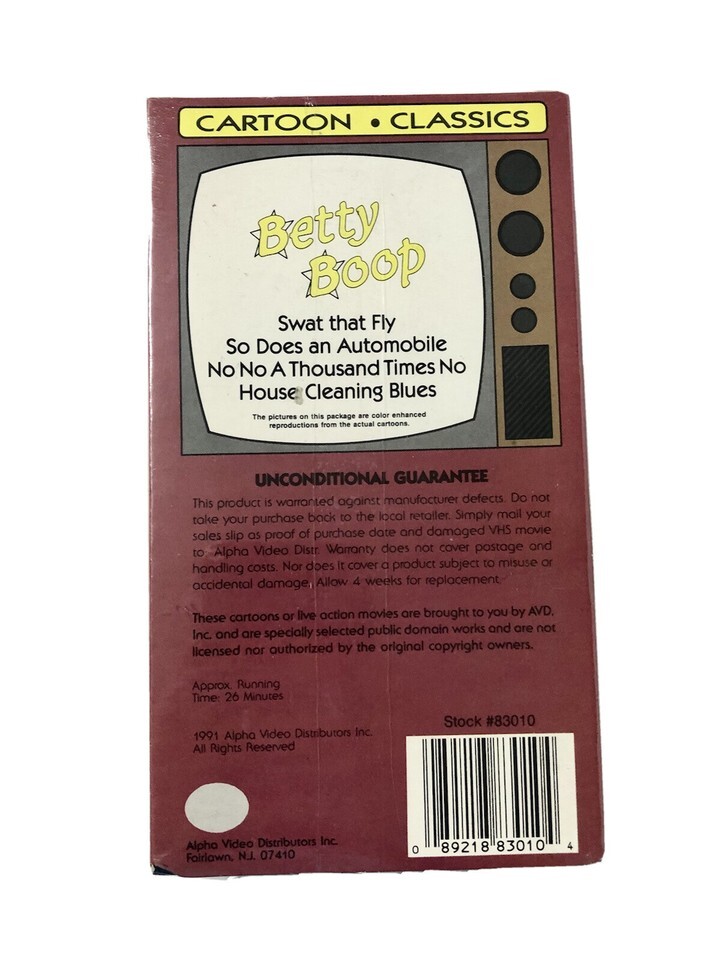 CARTOON • CLASSICS
Betty
Boop
Swat that Fly
So Does an Automobile
No No A Thousand Times No
House Cleaning Blues
The pictures on this package are color enhanced
reproductions from the actual cartoons.
UNCONDITIONAL GUARANTEE
This product is warranted against manufacturer defects. Do not
take your purchase back to the local retailer. Simply mail your
sales slip as proof of purchase date and damaged VHS movie
to: Alpha Video Distr. Warranty does not cover postage and
handling costs. Nor does it cover a product subject to misuse or
accidental damage. Allow 4 weeks for replacement.
These cartoons or live action movies are brought to you by AVD,
Inc. and are specially selected public domain works and are not
licensed nor authorized by the original copyright owners.
Approx. Running
Time: 26 Minutes
Stock #83010
1991 Alpha Video Distributors Inc.
All Rights Reserved
Alpha Video Distributors Inc.
Fairlawn, N.J. 07410
0 89218 83010 4